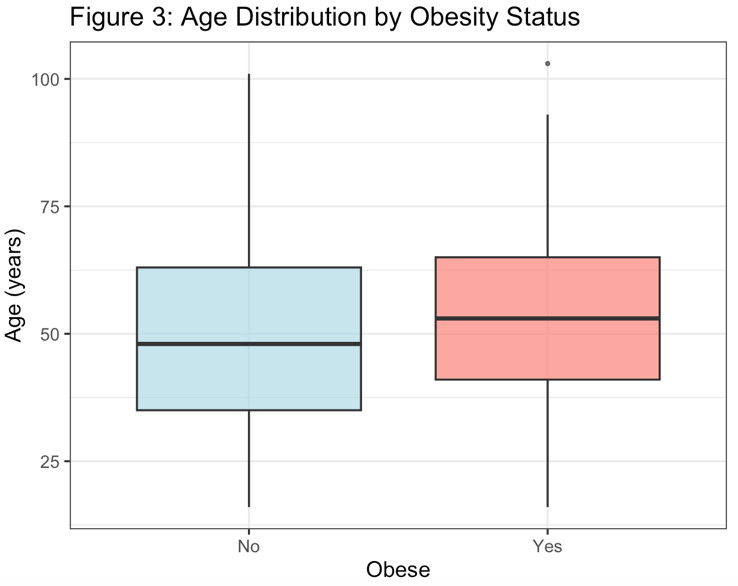 Figure 3: Age Distribution by Obesity Status
Age (years)
100
75
50
25
No Yes
Obese